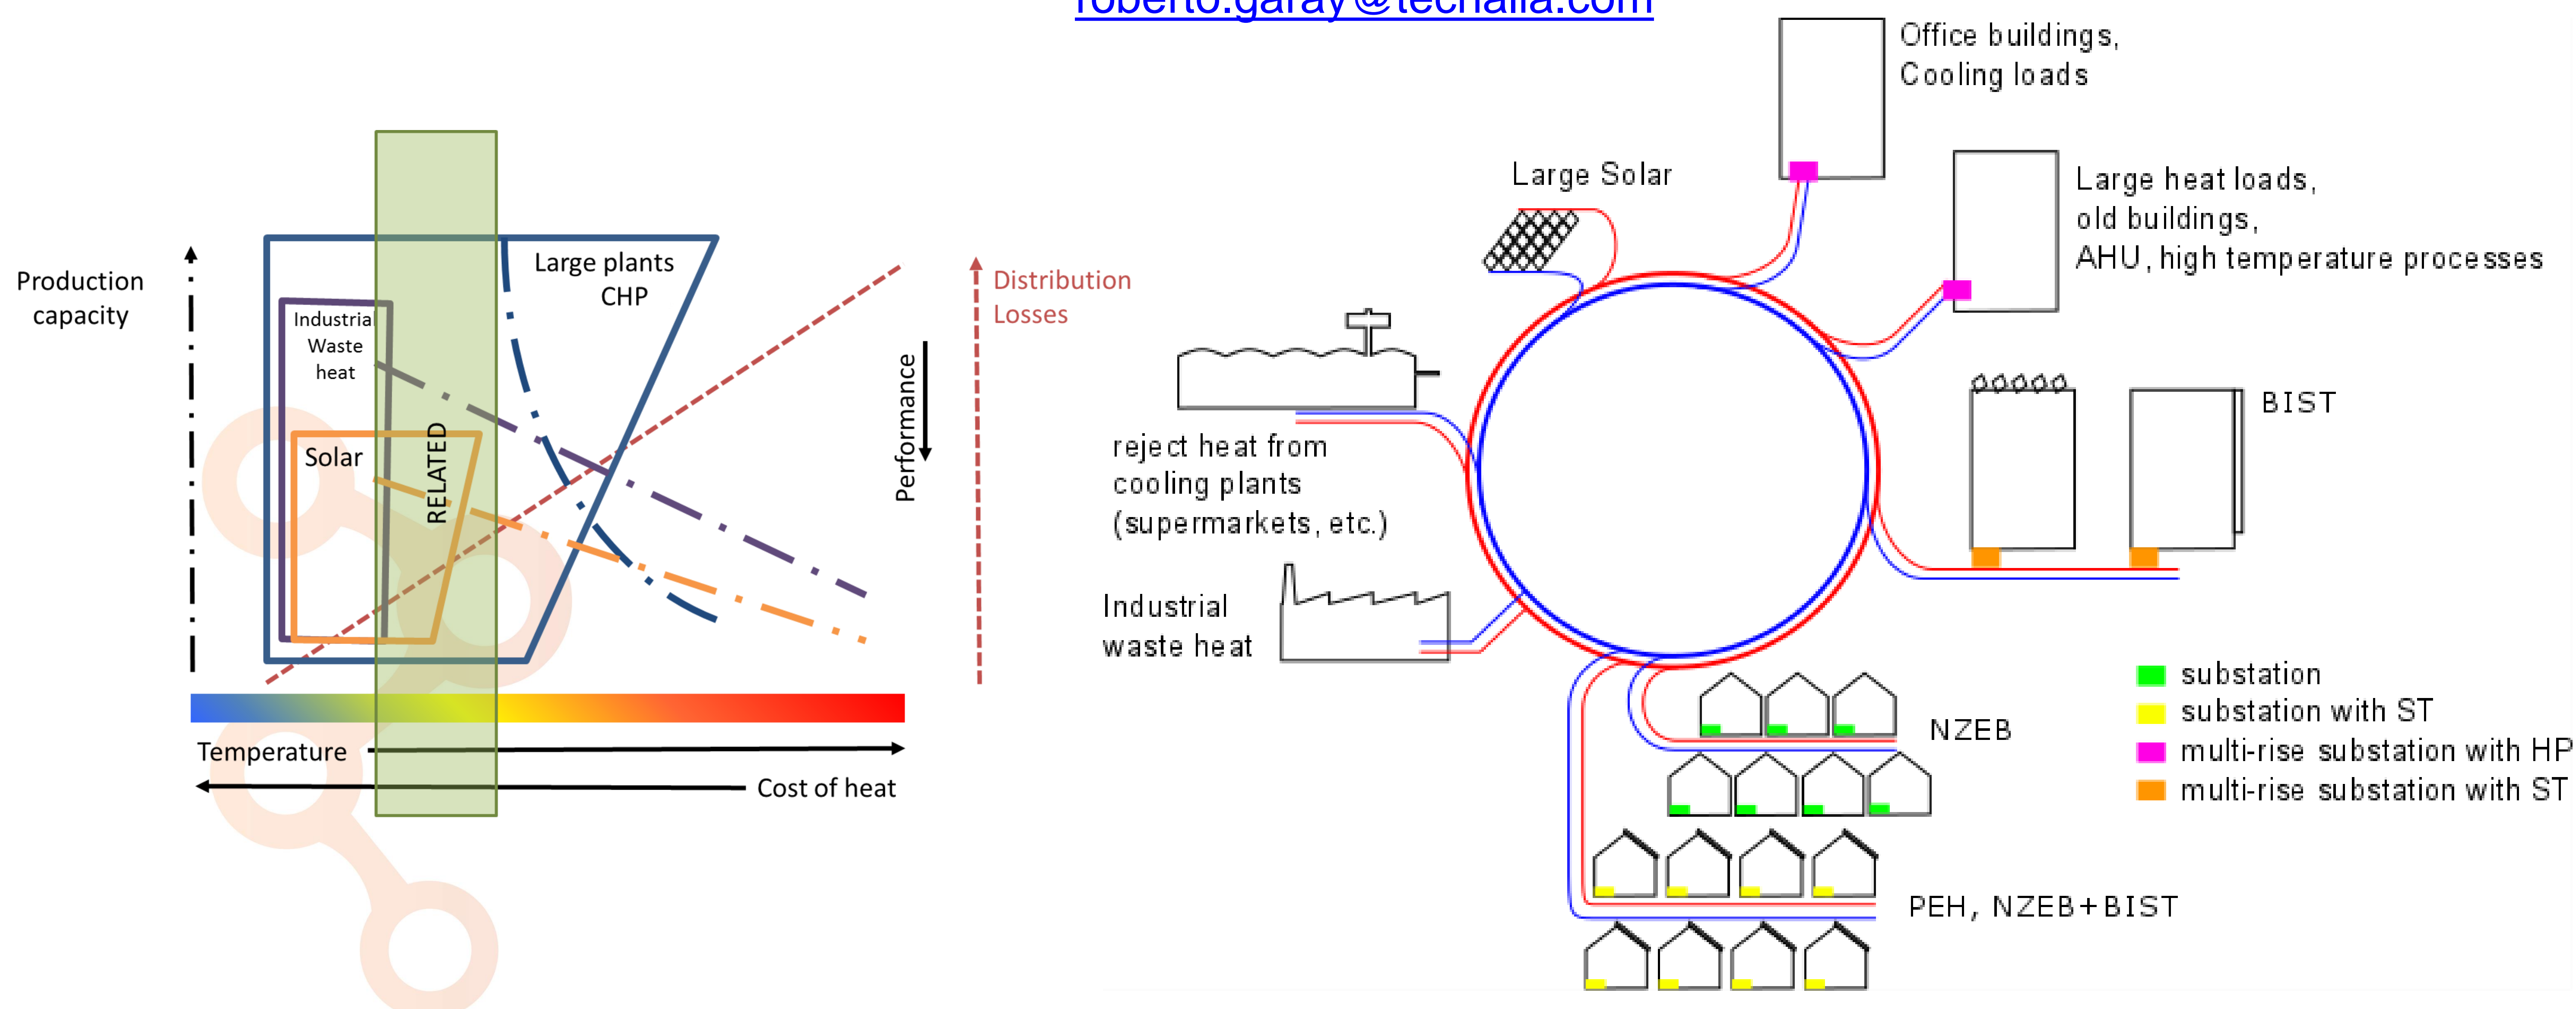 roberto.garay@tecnalia.com
Production
capacity
Large plants
CHP
Industrial
Waste
heat
Solar
RELATED
Performance
Distribution
Losses
Temperature
Cost of heat
Office buildings,
Cooling loads
Large Solar
Large heat loads,
old buildings,
AHU, high temperature processes
BIST
reject heat from
cooling plants
(supermarkets, etc.)
Industrial
waste heat
NZEB
PEH, NZEB+BIST
substation
substation with ST
multi-rise substation with HP
multi-rise substation with ST